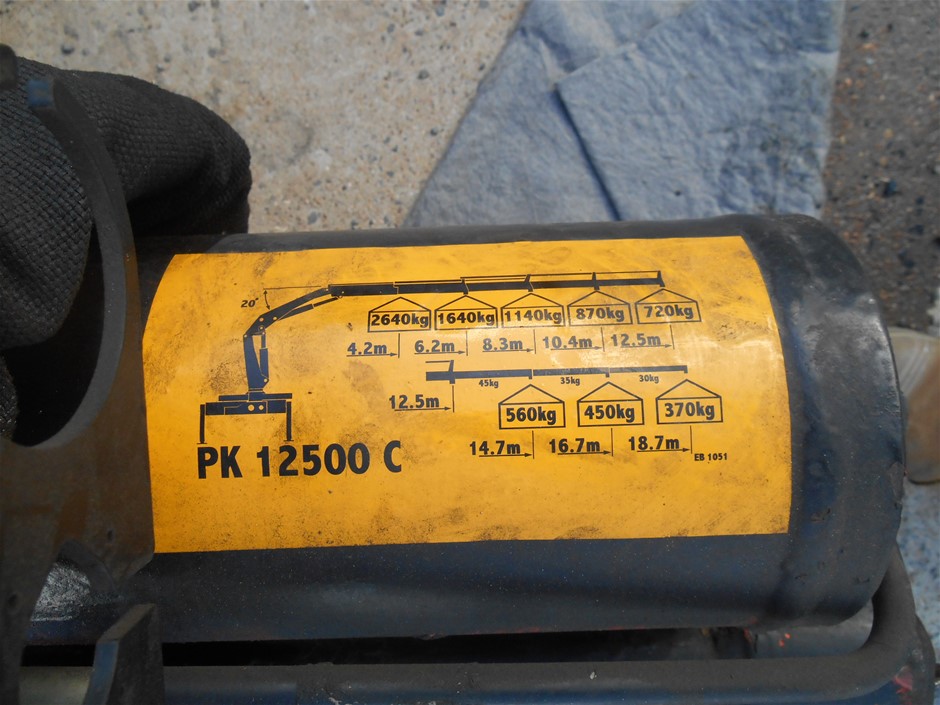 20°
2640kg 1640kg 1140kg 870kg 720kg
4.2m 6.2m 8.3m 10.4m 12.5m
45kg 35kg 30kg
12.5m
560kg 450kg 370kg
14.7m 16.7m 18.7m
EB 1051
PK 12500 C